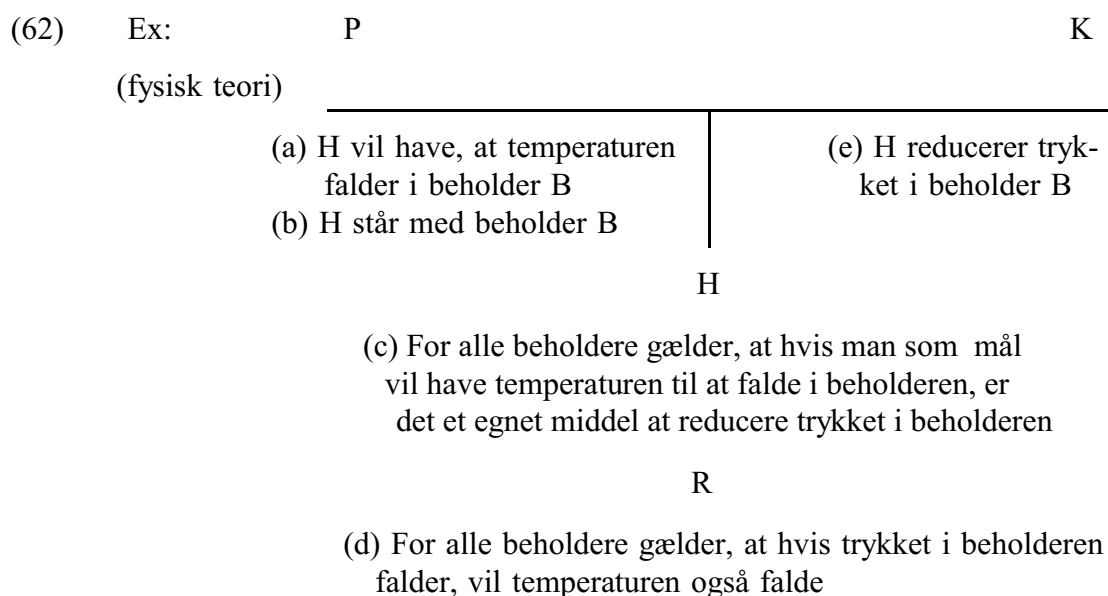 (62) Ex: P K
(fysisk teori)
(a) H vil have, at temperaturen
falder i beholder B
(b) H står med beholder B
(e) H reducerer tryk-
ket i beholder B
H
(c) For alle beholdere gælder, at hvis man som mål
vil have temperaturen til at falde i beholderen, er
det et egnet middel at reducere trykket i beholderen
R
(d) For alle beholdere gælder, at hvis trykket i beholderen
falder, vil temperaturen også falde